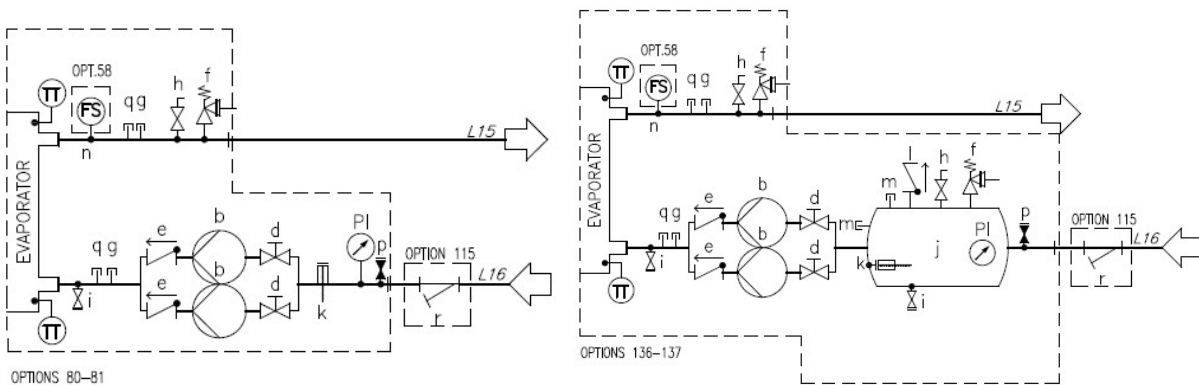 OPT.58
TT
FS
q g
h
f
n
L15
EVAPORATOR
b
e
d
PI
p
OPTION 115
q g
b
e
d
L16
i
k
r
TT
OPTIONS 80-81
OPT.58
TT
FS
q g
h
f
n
L15
EVAPORATOR
l
h
f
m
b
e
d
m
p
OPTION 115
q g
b
e
d
j
PI
L16
i
k
r
i
TT
OPTIONS 136-137